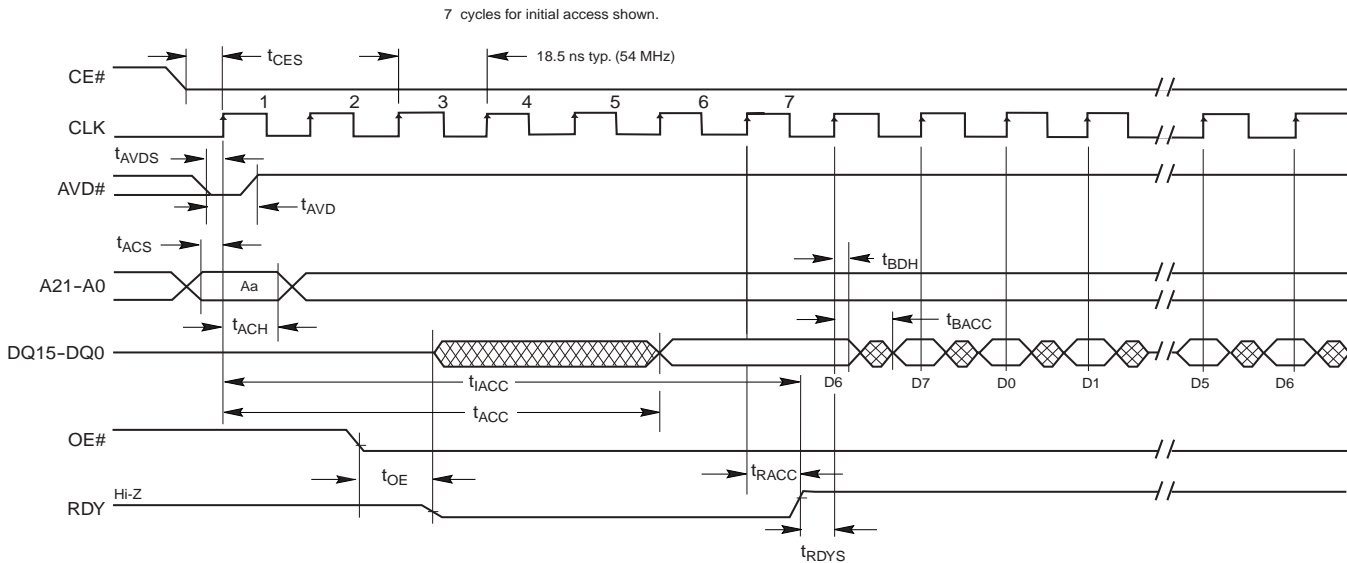 7 cycles for initial access shown.
tCES
18.5 ns typ. (54 MHz)
CE#
1 2 3 4 5 6 7
CLK
tAVDS
AVD#
tAVD
tACS
tBDH
A21-A0
Aa
tACH
tBACC
DQ15-DQ0
tIACC
D6 D7 D0 D1 D5 D6
tACC
OE#
tOE
tRACC
Hi-Z
RDY
tRDYS